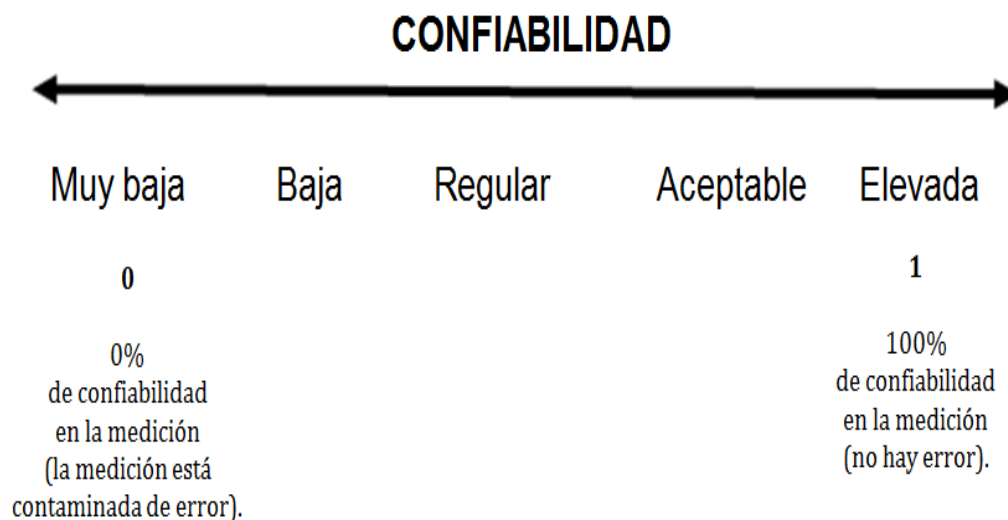 CONFIABILIDAD
Muy baja Baja Regular Aceptable Elevada
0
1
0%
de confiabilidad
en la medición
(la medición está
contaminada de error).
100%
de confiabilidad
en la medición
(no hay error).